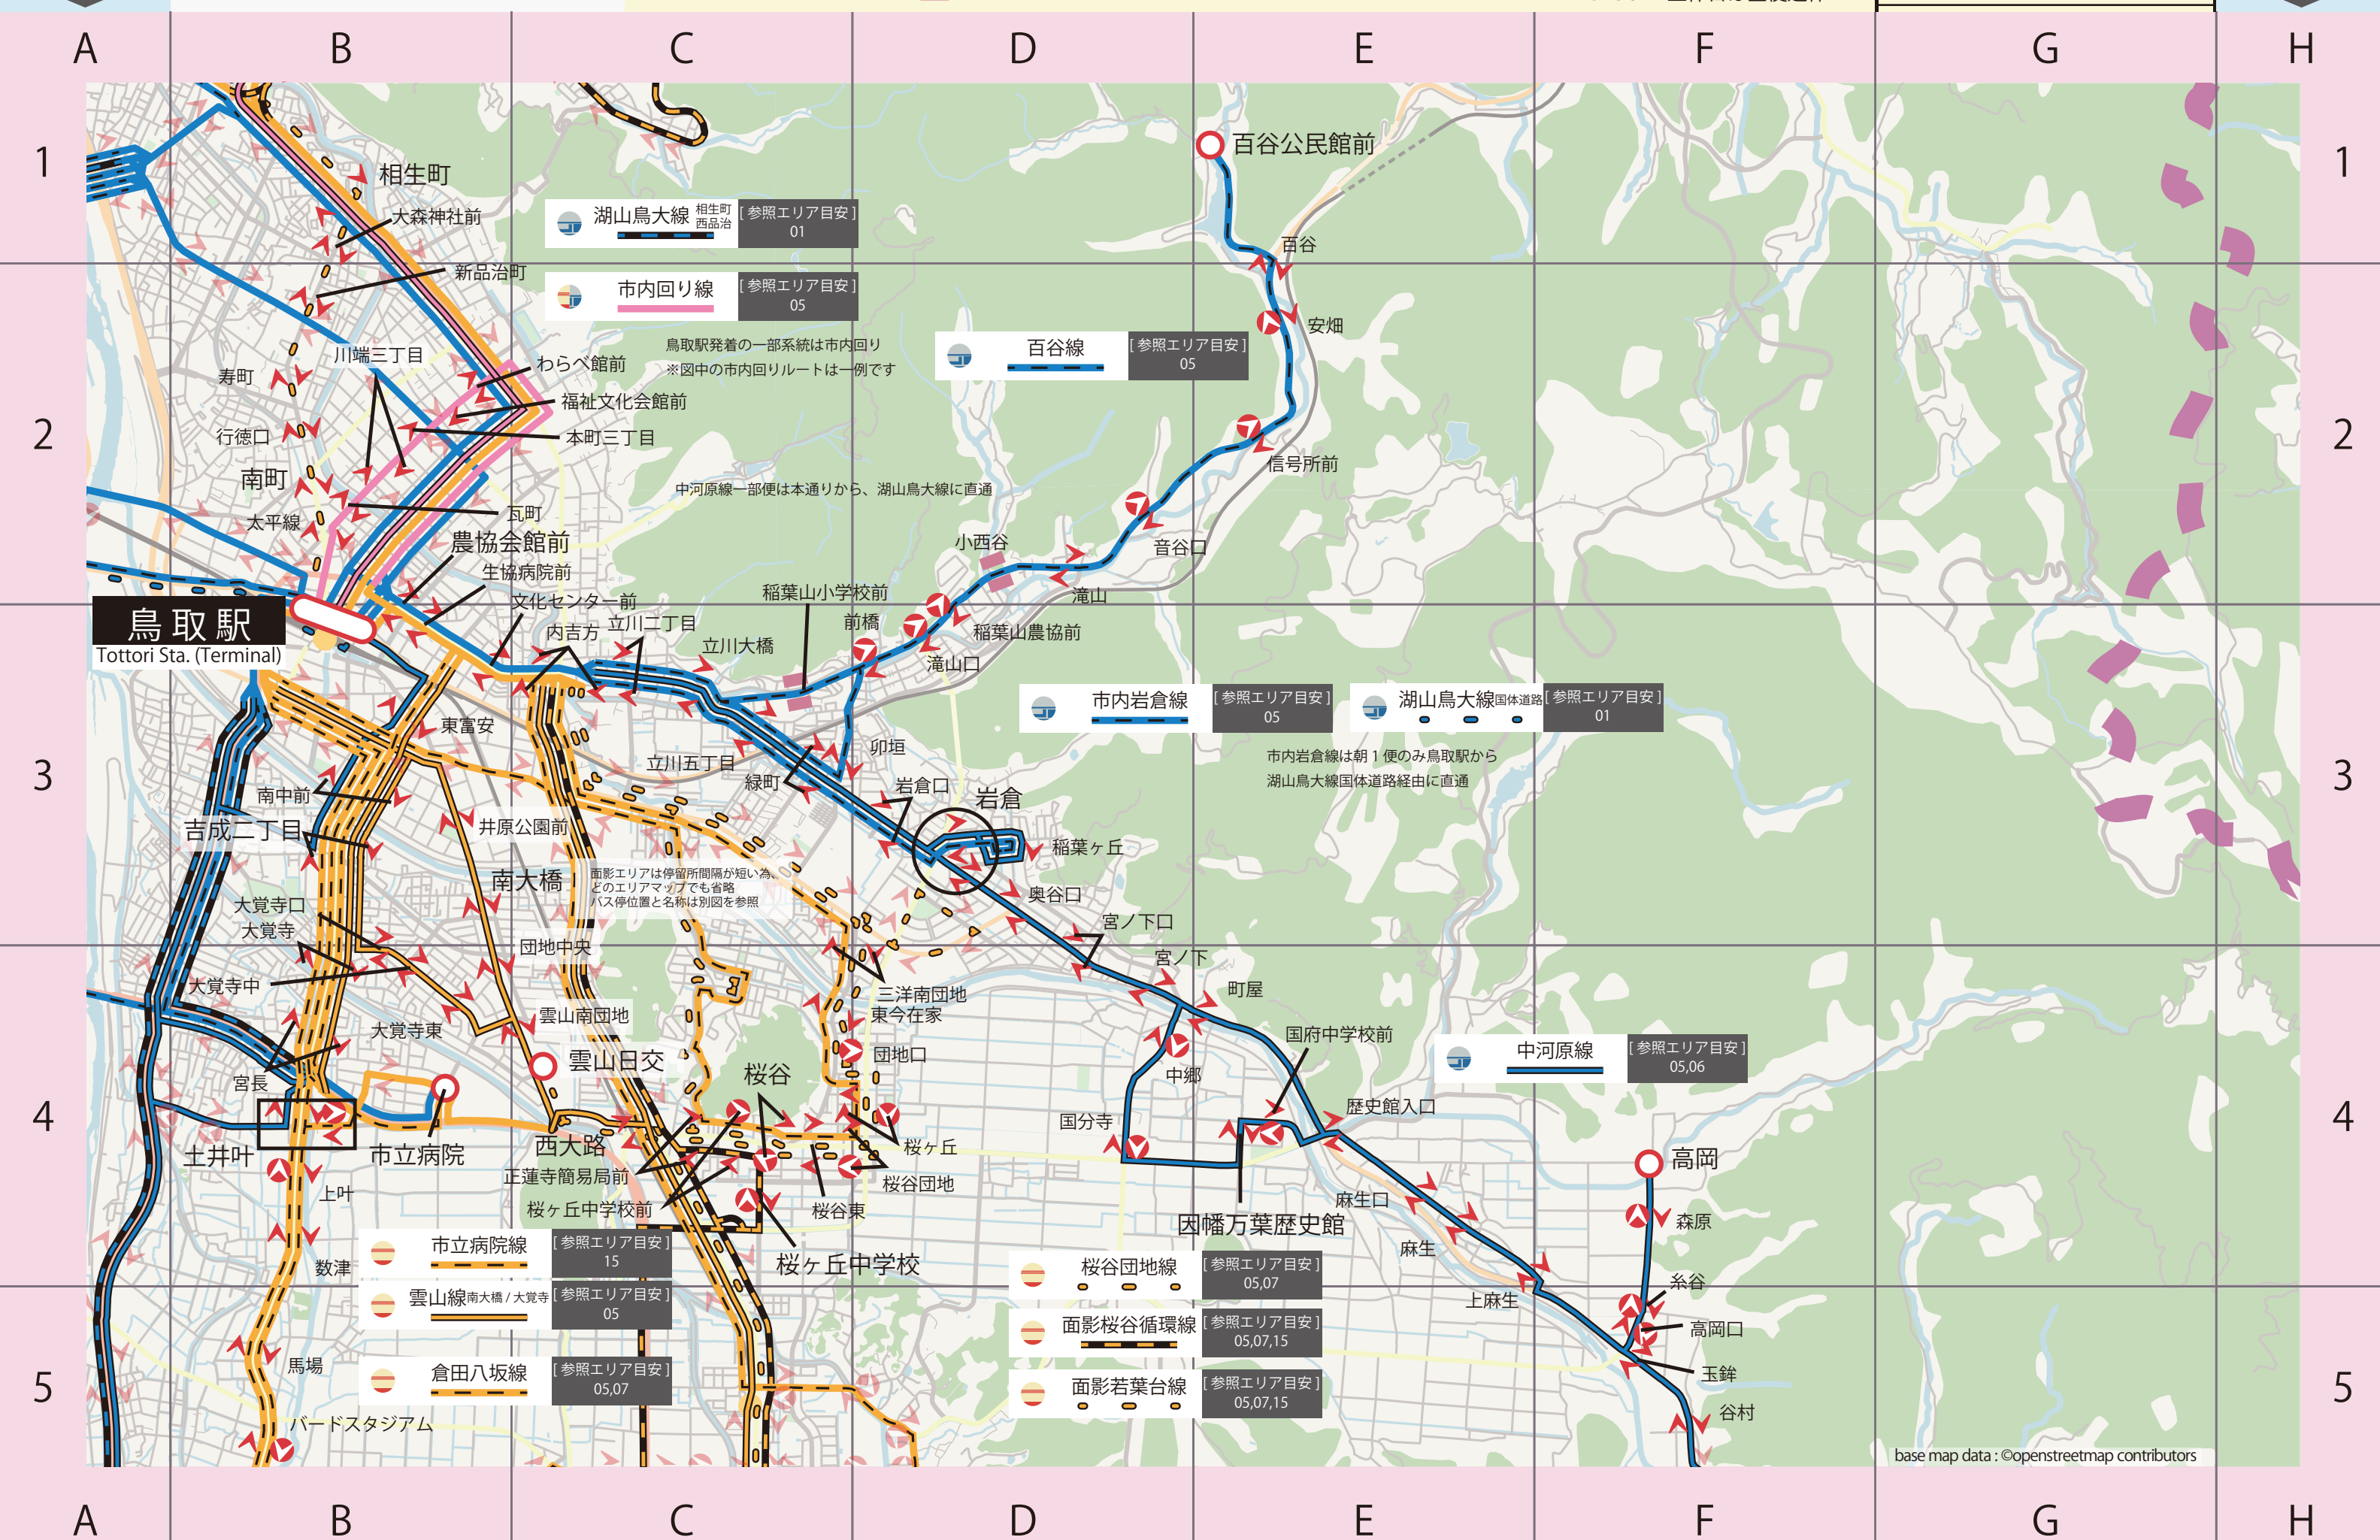 A B C D E F G H
1 1
百谷公民館前
相生町
大森神社前
湖山鳥大線 相生町 西品治 [ 参照エリア目安 ] 01
百谷
新品治町
市内回り線 [ 参照エリア目安 ] 05
安畑
川端三丁目
わらべ館前
鳥取駅発着の一部系統は市内回り
※図中の市内回りルートは一例です
百谷線 [ 参照エリア目安 ] 05
寿町
福祉文化会館前
2 2
行徳口
本町三丁目
信号所前
南町
中河原線一部便は本通りから、湖山鳥大線に直通
瓦町
太平線
農協会館前
小西谷
音谷口
生協病院前
稲葉山小学校前
滝山
文化センター前
鳥取駅
Tottori Sta. (Terminal)
内吉方
立川二丁目
前橋
稲葉山農協前
立川大橋
滝山口
市内岩倉線 [ 参照エリア目安 ] 05
湖山鳥大線国体道路 [ 参照エリア目安 ] 01
東富安
卯垣
市内岩倉線は朝 1 便のみ鳥取駅から
湖山鳥大線国体道路経由に直通
立川五丁目
3 3
緑町
岩倉口
岩倉
南中前
吉成二丁目
井原公園前
稲葉ヶ丘
南大橋
面影エリアは停留所間隔が短い為、
どのエリアマップでも省略
バス停位置と名称は別図を参照
奥谷口
大覚寺口
宮ノ下口
大覚寺
団地中央
宮ノ下
大覚寺中
三洋南団地
町屋
東今在家
雲山南団地
大覚寺東
国府中学校前
団地口
中河原線 [ 参照エリア目安 ] 05,06
雲山日交
宮長
桜谷
中郷
歴史館入口
4 4
国分寺
土井叶
市立病院
西大路
桜ヶ丘
高岡
正蓮寺簡易局前
桜谷団地
上叶
麻生口
桜ヶ丘中学校前
桜谷東
因幡万葉歴史館
森原
市立病院線 [ 参照エリア目安 ] 15
麻生
数津
桜ヶ丘中学校
桜谷団地線 [ 参照エリア目安 ] 05,07
糸谷
雲山線南大橋 / 大覚寺 [ 参照エリア目安 ] 05
上麻生
面影桜谷循環線 [ 参照エリア目安 ] 05,07,15
高岡口
馬場
倉田八坂線 [ 参照エリア目安 ] 05,07
玉鉾
5 5
面影若葉台線 [ 参照エリア目安 ] 05,07,15
谷村
バードスタジアム
base map data : ©openstreetmap contributors
A B C D E F G H